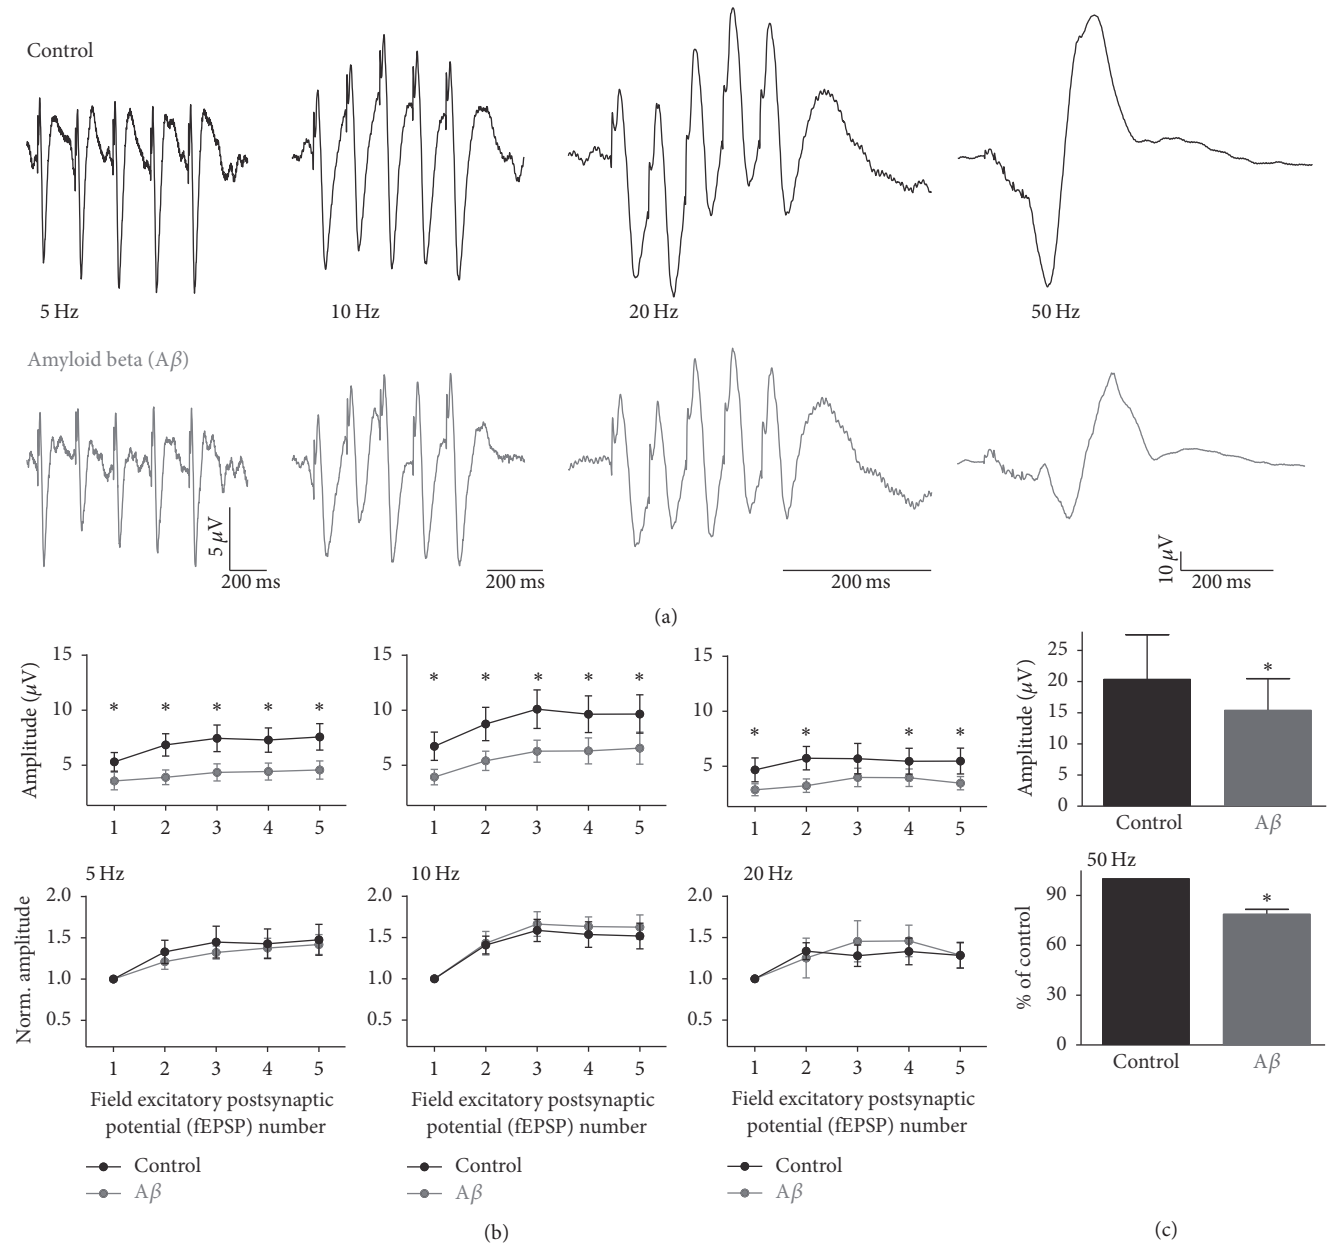 Control
5 Hz
10 Hz
20 Hz
50 Hz
Amyloid beta (Aβ)
5 μV
200 ms
200 ms
200 ms
10 μV
200 ms
(a)
Amplitude (μV)
15
10
5
* * * * *
1 2 3 4 5
15
10
5
* * * * *
1 2 3 4 5
15
10
5
* * * *
1 2 3 4 5
Amplitude (μV)
25
20
15
10
5
0
*
Control
Aβ
5 Hz
Norm. amplitude
2.0
1.5
1.0
0.5
1 2 3 4 5
Field excitatory postsynaptic
potential (fEPSP) number
Control
Aβ
10 Hz
2.0
1.5
1.0
0.5
1 2 3 4 5
Field excitatory postsynaptic
potential (fEPSP) number
Control
Aβ
20 Hz
2.0
1.5
1.0
0.5
1 2 3 4 5
Field excitatory postsynaptic
potential (fEPSP) number
Control
Aβ
50 Hz
% of control
90
60
30
0
*
Control
Aβ
(b)
(c)